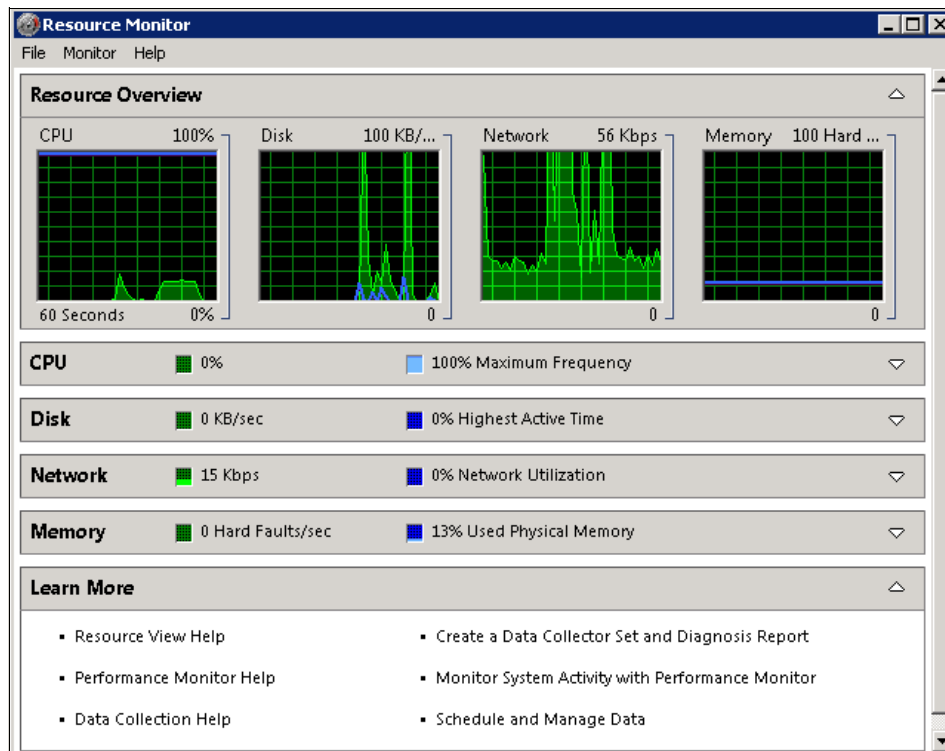 Resource Monitor
File Monitor Help
Resource Overview
CPU 100% Disk 100 KB/... Network 56 Kbps Memory 100 Hard ...
60 Seconds 0% 0 0 0
CPU 0% 100% Maximum Frequency
Disk 0 KB/sec 0% Highest Active Time
Network 15 Kbps 0% Network Utilization
Memory 0 Hard Faults/sec 13% Used Physical Memory
Learn More
▪ Resource View Help ▪ Create a Data Collector Set and Diagnosis Report
▪ Performance Monitor Help ▪ Monitor System Activity with Performance Monitor
▪ Data Collection Help ▪ Schedule and Manage Data